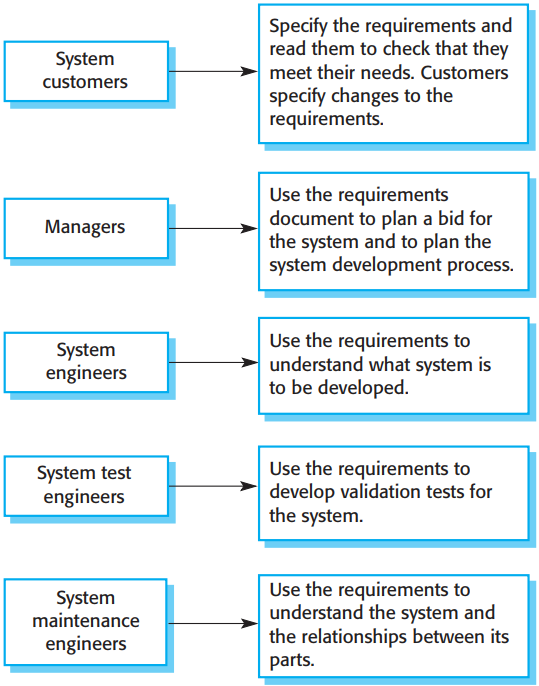 System
customers
Specify the requirements and
read them to check that they
meet their needs. Customers
specify changes to the
requirements.
Managers
Use the requirements
document to plan a bid for
the system and to plan the
system development process.
System
engineers
Use the requirements to
understand what system is
to be developed.
System test
engineers
Use the requirements to
develop validation tests for
the system.
System
maintenance
engineers
Use the requirements to
understand the system and
the relationships between its
parts.